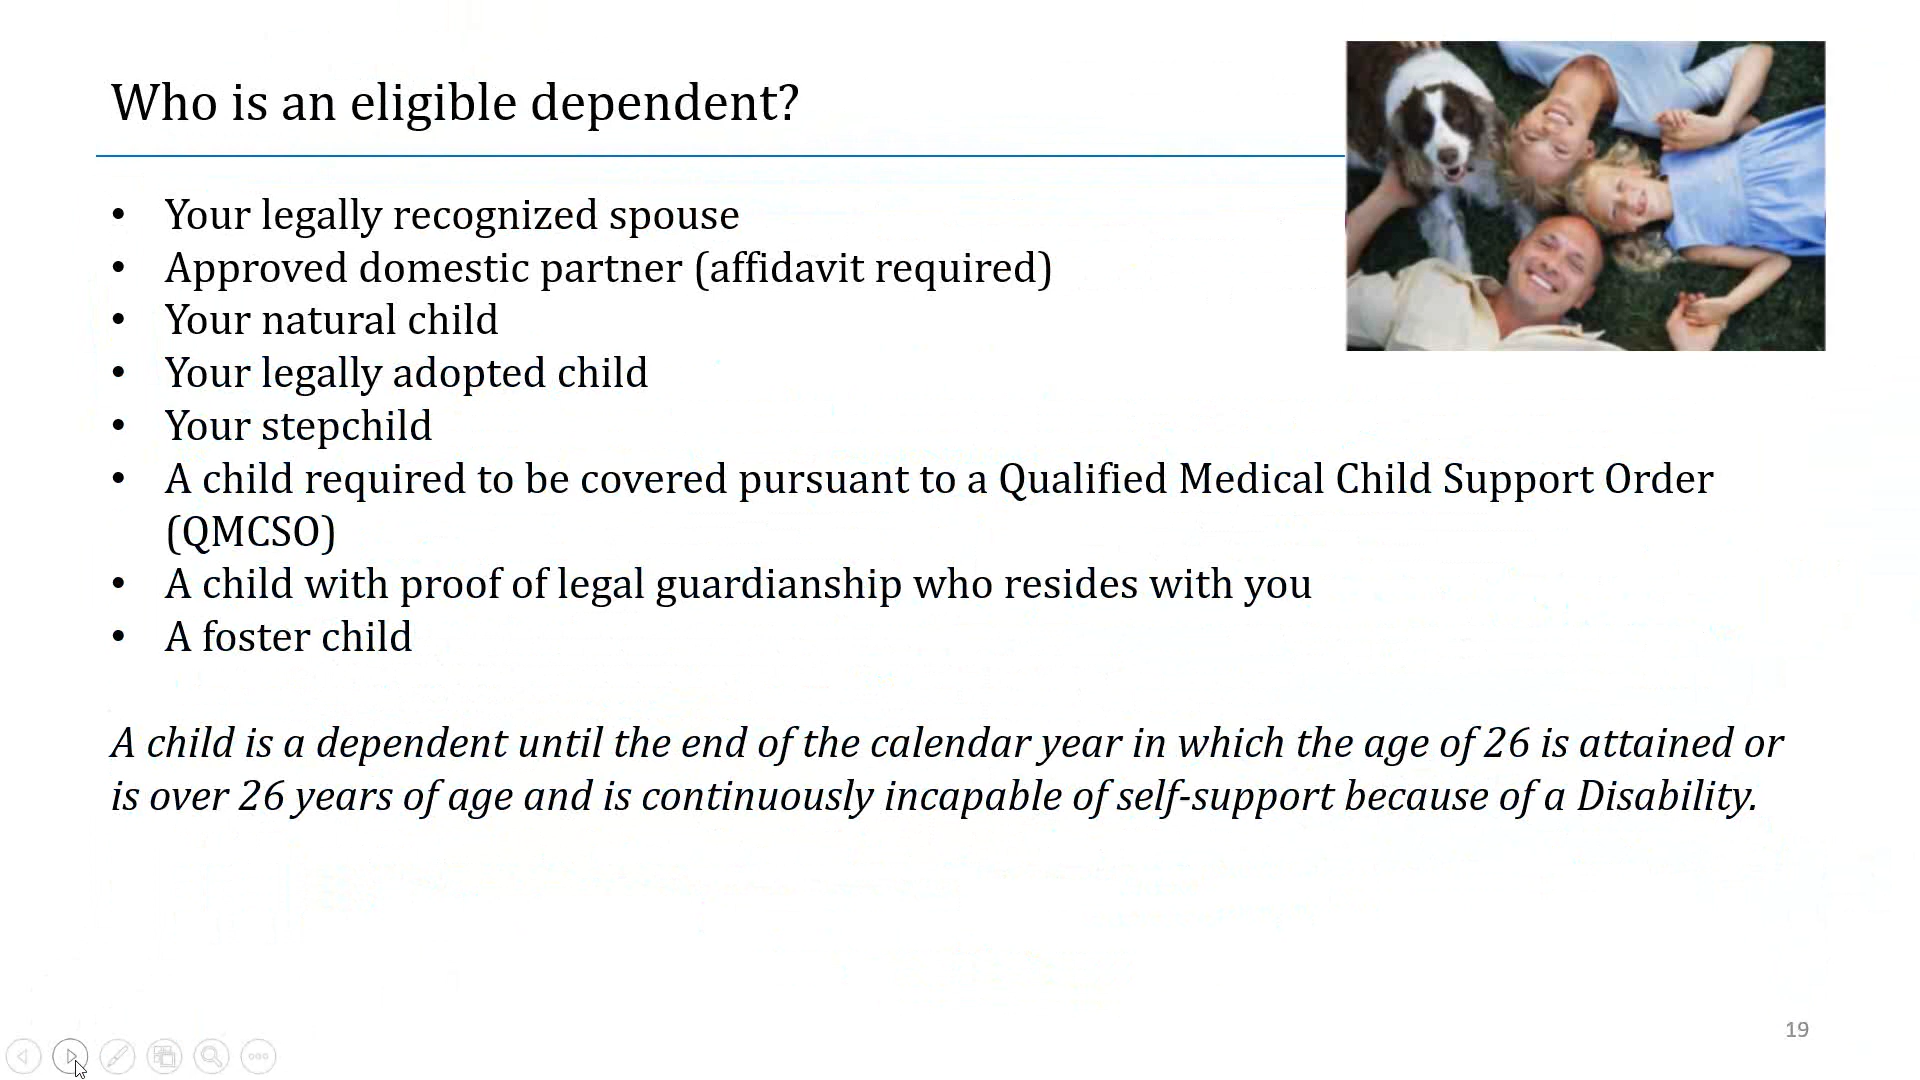 Who is an eligible dependent?
• Your legally recognized spouse
• Approved domestic partner (affidavit required)
• Your natural child
• Your legally adopted child
• Your stepchild
• A child required to be covered pursuant to a Qualified Medical Child Support Order
(QMCSO)
• A child with proof of legal guardianship who resides with you
• A foster child
A child is a dependent until the end of the calendar year in which the age of 26 is attained or
is over 26 years of age and is continuously incapable of self-support because of a Disability.
19